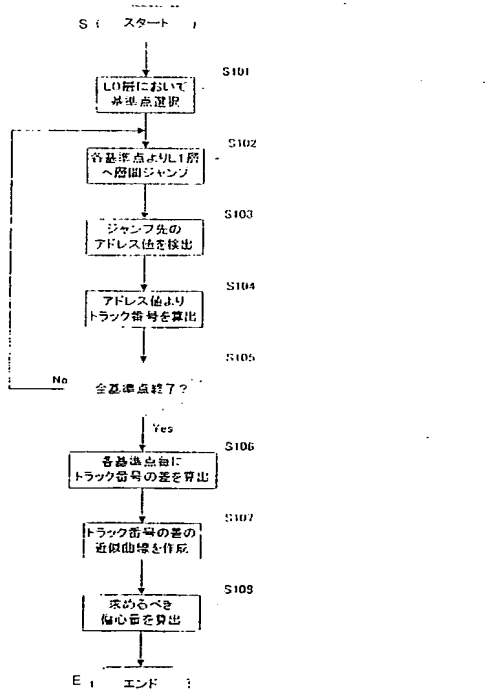 S スタート
S101
L0層において
基準点選択
S102
各基準点よりL1層
へ層間ジャンプ
S103
ジャンプ先の
アドレス値を検出
S104
アドレス値より
トラック番号を算出
S105
No
全基準点終了?
Yes
S106
各基準点毎に
トラック番号の差を算出
S107
トラック番号の差の
近似曲線を作成
S108
求めるべき
偏心量を算出
E エンド